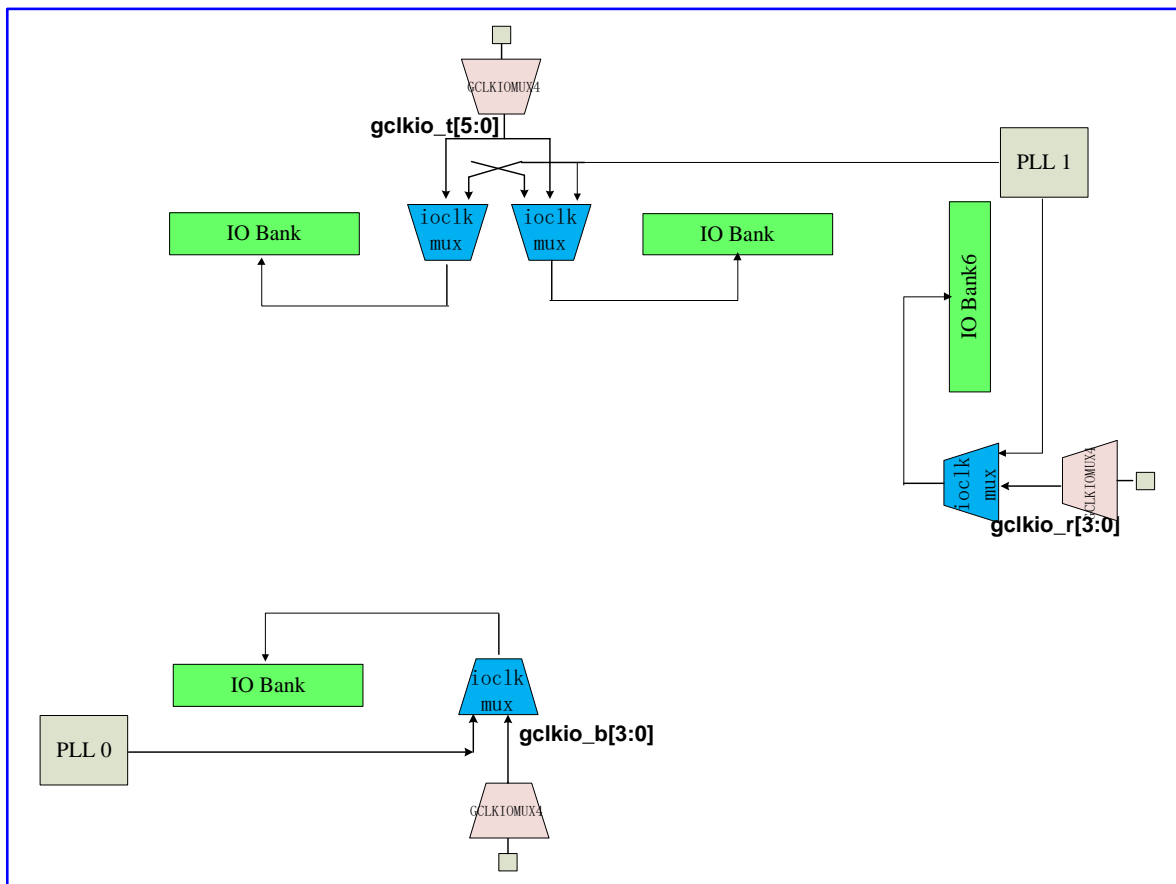 GCLKIOMUX4
gclkio_t[5:0]
PLL 1
ioclk
mux
ioclk
mux
IO Bank
IO Bank
IO Bank6
ioclk
mux
GCLKIOMUX4
gclkio_r[3:0]
ioclk
mux
IO Bank
gclkio_b[3:0]
PLL 0
GCLKIOMUX4